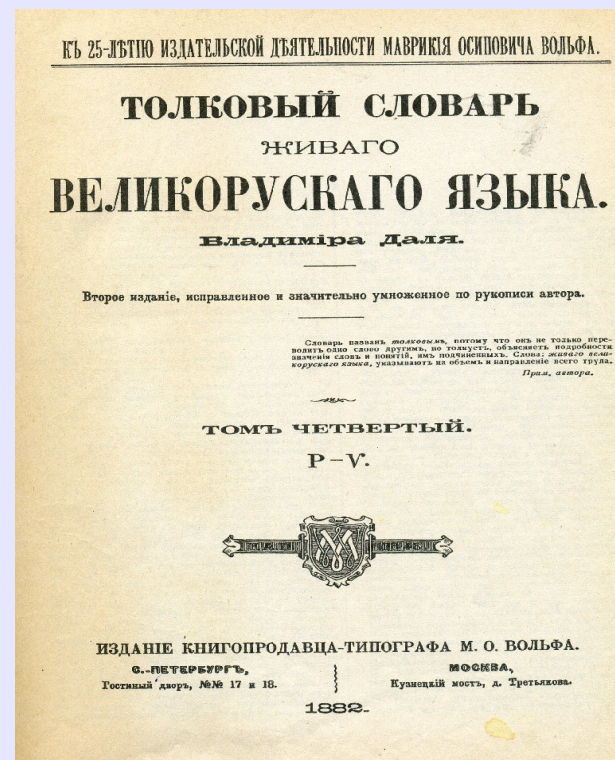 КЪ 25-ЛѢТІЮ ИЗДАТЕЛЬСКОЙ ДѢЯТЕЛЬНОСТИ МАВРИКІЯ ОСИПОВИЧА ВОЛЬФА.
ТОЛКОВЫЙ СЛОВАРЬ
ЖИВАГО
ВЕЛИКОРУСКАГО ЯЗЫКА.
Владиміра Даля.
Второе изданіе, исправленное и значительно умноженное по рукописи автора.
Словарь названъ толковымъ, потому что онъ не только пере-
водитъ одно слово другимъ, но толкуетъ, объясняетъ подробности
значенія словъ и понятій, имъ подчиненныхъ. Слова: живаго вели-
корускаго языка, указываютъ на объемъ и направленіе всего труда.
Прим. автора.
ТОМЪ ЧЕТВЕРТЫЙ.
Р–Ѵ.
ИЗДАНІЕ КНИГОПРОДАВЦА-ТИПОГРАФА М. О. ВОЛЬФА.
С.-ПЕТЕРБУРГЪ,
Гостиный дворъ, №№ 17 и 18.
МОСКВА,
Кузнецкій мостъ, д. Третьякова.
1882.